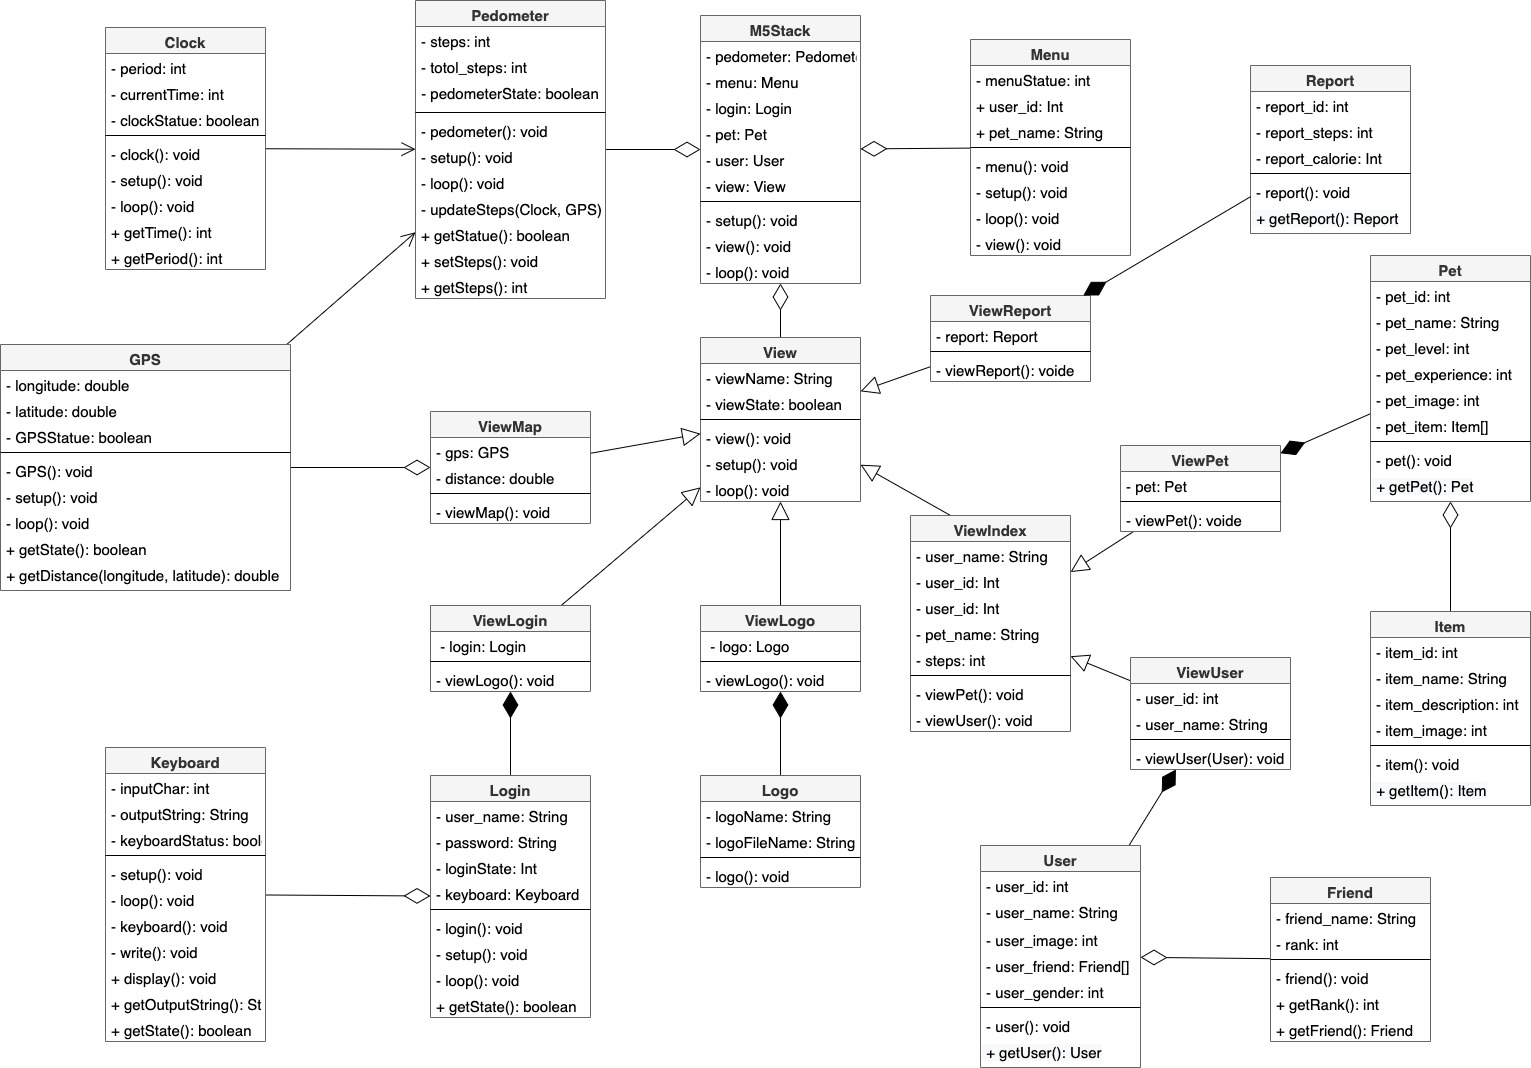 Clock
- period: int
- currentTime: int
- clockStatue: boolean
- clock(): void
- setup(): void
- loop(): void
+ getTime(): int
+ getPeriod(): int
Pedometer
- steps: int
- totol_steps: int
- pedometerState: boolean
- pedometer(): void
- setup(): void
- loop(): void
- updateSteps(Clock, GPS)
+ getStatue(): boolean
+ setSteps(): void
+ getSteps(): int
M5Stack
- pedometer: Pedomet
- menu: Menu
- login: Login
- pet: Pet
- user: User
- view: View
- setup(): void
- view(): void
- loop(): void
Menu
- menuStatue: int
+ user_id: Int
+ pet_name: String
- menu(): void
- setup(): void
- loop(): void
- view(): void
Report
- report_id: int
- report_steps: int
- report_calorie: Int
- report(): void
+ getReport(): Report
Pet
- pet_id: int
- pet_name: String
- pet_level: int
- pet_experience: int
- pet_image: int
- pet_item: Item[]
- pet(): void
+ getPet(): Pet
ViewReport
- report: Report
- viewReport(): voide
GPS
- longitude: double
- latitude: double
- GPSStatue: boolean
- GPS(): void
- setup(): void
- loop(): void
+ getState(): boolean
+ getDistance(longitude, latitude): double
ViewMap
- gps: GPS
- distance: double
- viewMap(): void
View
- viewName: String
- viewState: boolean
- view(): void
- setup(): void
- loop(): void
ViewPet
- pet: Pet
- viewPet(): voide
ViewIndex
- user_name: String
- user_id: Int
- user_id: Int
- pet_name: String
- steps: int
- viewPet(): void
- viewUser(): void
ViewLogin
- login: Login
- viewLogo(): void
ViewLogo
- logo: Logo
- viewLogo(): void
ViewUser
- user_id: int
- user_name: String
- viewUser(User): void
Item
- item_id: int
- item_name: String
- item_description: int
- item_image: int
- item(): void
+ getItem(): Item
Keyboard
- inputChar: int
- outputString: String
- keyboardStatus: bool
- setup(): void
- loop(): void
- keyboard(): void
- write(): void
+ display(): void
+ getOutputString(): St
+ getState(): boolean
Login
- user_name: String
- password: String
- loginState: Int
- keyboard: Keyboard
- login(): void
- setup(): void
- loop(): void
+ getState(): boolean
Logo
- logoName: String
- logoFileName: String
- logo(): void
User
- user_id: int
- user_name: String
- user_image: int
- user_friend: Friend[]
- user_gender: int
- user(): void
+ getUser(): User
Friend
- friend_name: String
- rank: int
- friend(): void
+ getRank(): int
+ getFriend(): Friend